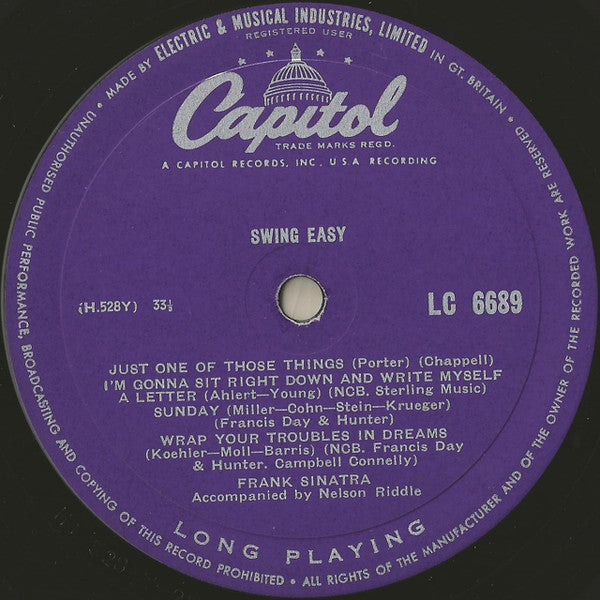 MADE BY ELECTRIC & MUSICAL INDUSTRIES, LIMITED IN GT. BRITAIN • 
REGISTERED USER
Capitol
TRADE MARKS REGD.
A CAPITOL RECORDS, INC., U.S.A RECORDING
SWING EASY
(H.528Y) 33⅓
LC 6689
JUST ONE OF THOSE THINGS (Porter) (Chappell)
I'M GONNA SIT RIGHT DOWN AND WRITE MYSELF
A LETTER (Ahlert—Young) (NCB. Sterling Music)
SUNDAY (Miller—Cohn—Stein—Krueger)
(Francis Day & Hunter)
WRAP YOUR TROUBLES IN DREAMS
(Koehler—Moll—Barris) (NCB. Francis Day
& Hunter. Campbell Connelly)
FRANK SINATRA
Accompanied by Nelson Riddle
LONG PLAYING
• ALL RIGHTS OF THE MANUFACTURER AND OF THE OWNER OF THE RECORDED WORK ARE RESERVED •
UNAUTHORISED PUBLIC PERFORMANCE, BROADCASTING AND COPYING OF THIS RECORD PROHIBITED